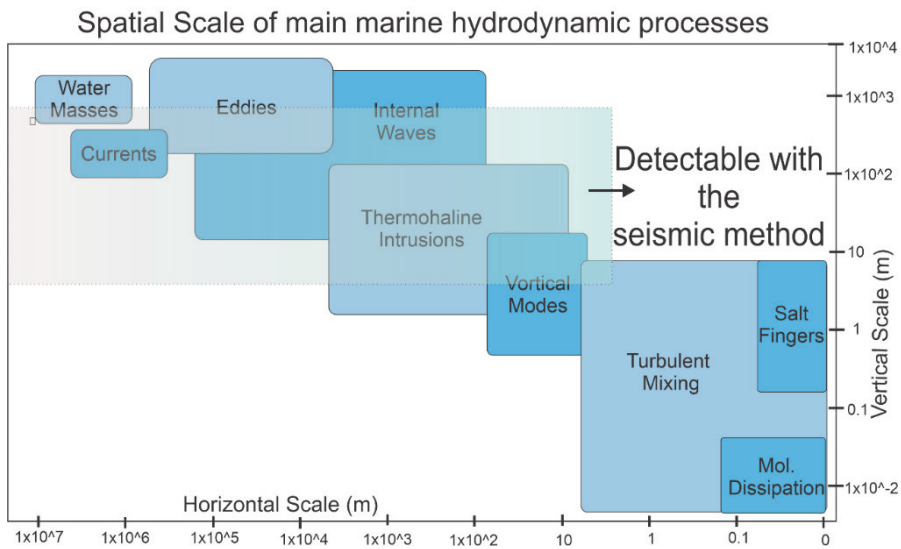 Spatial Scale of main marine hydrodynamic processes
Water
Masses
Currents
Eddies
Internal
Waves
Thermohaline
Intrusions
Vortical
Modes
Detectable with
the
seismic method
Turbulent
Mixing
Salt
Fingers
Mol.
Dissipation
1x10^4
1x10^3
1x10^2
10
1
0.1
1x10^-2
Vertical Scale (m)
Horizontal Scale (m)
1x10^7
1x10^6
1x10^5
1x10^4
1x10^3
1x10^2
10
1
0.1
0